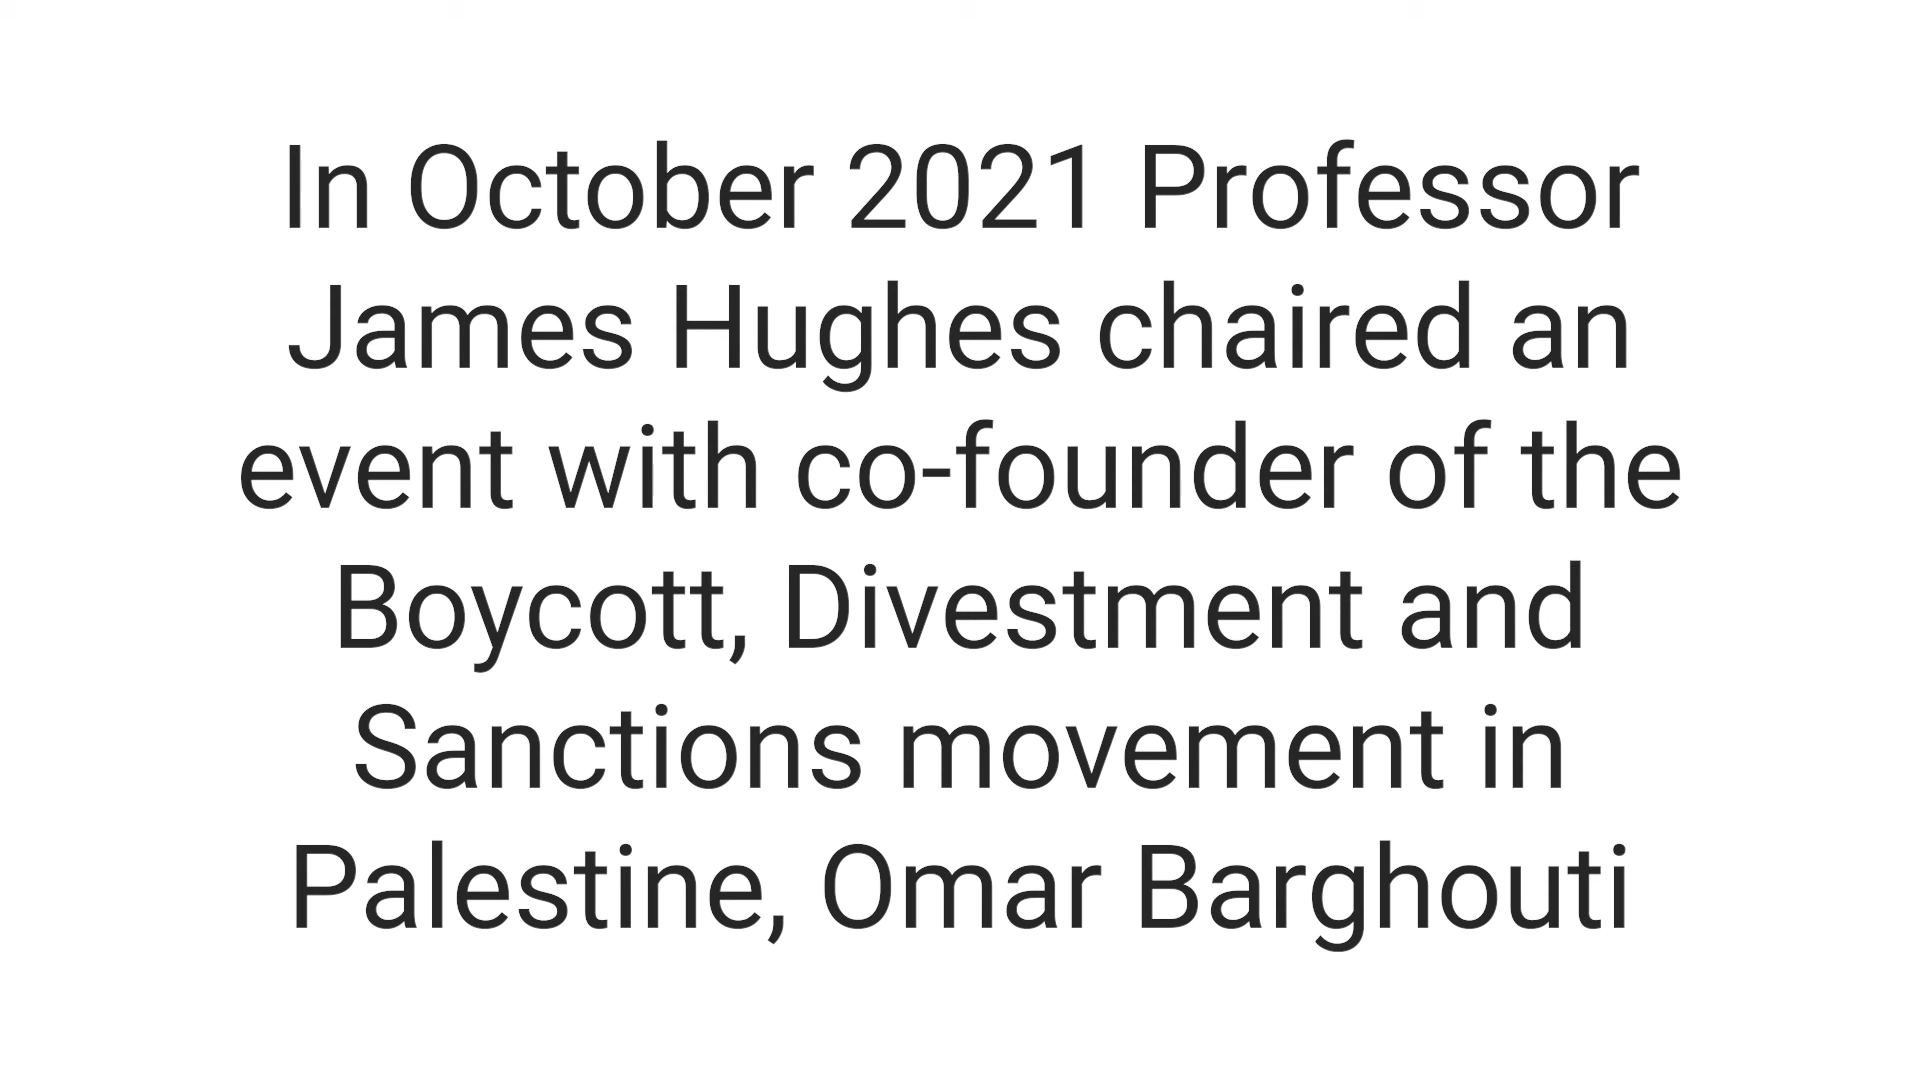 In October 2021 Professor
James Hughes chaired an
event with co-founder of the
Boycott, Divestment and
Sanctions movement in
Palestine, Omar Barghouti